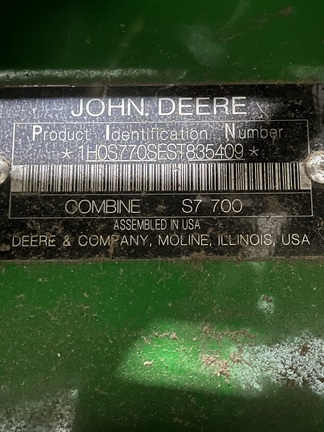 JOHN DEERE
Product Identification Number
*1H0S770SEST835409*
COMBINE S7 700
ASSEMBLED IN USA
DEERE & COMPANY, MOLINE, ILLINOIS, USA